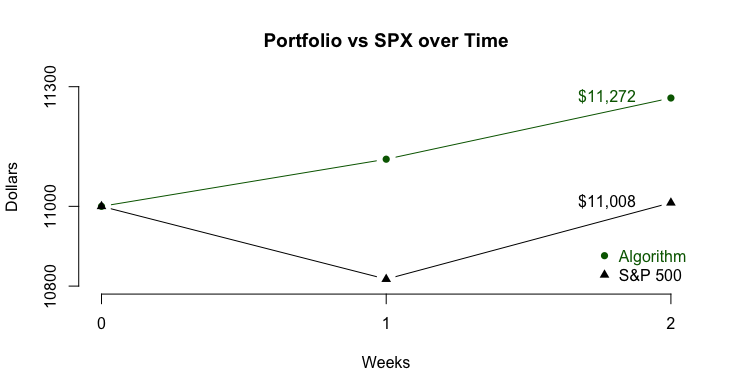 Portfolio vs SPX over Time
Dollars
11300
11000
10800
$11,272
$11,008
Algorithm
S&P 500
0 1 2
Weeks